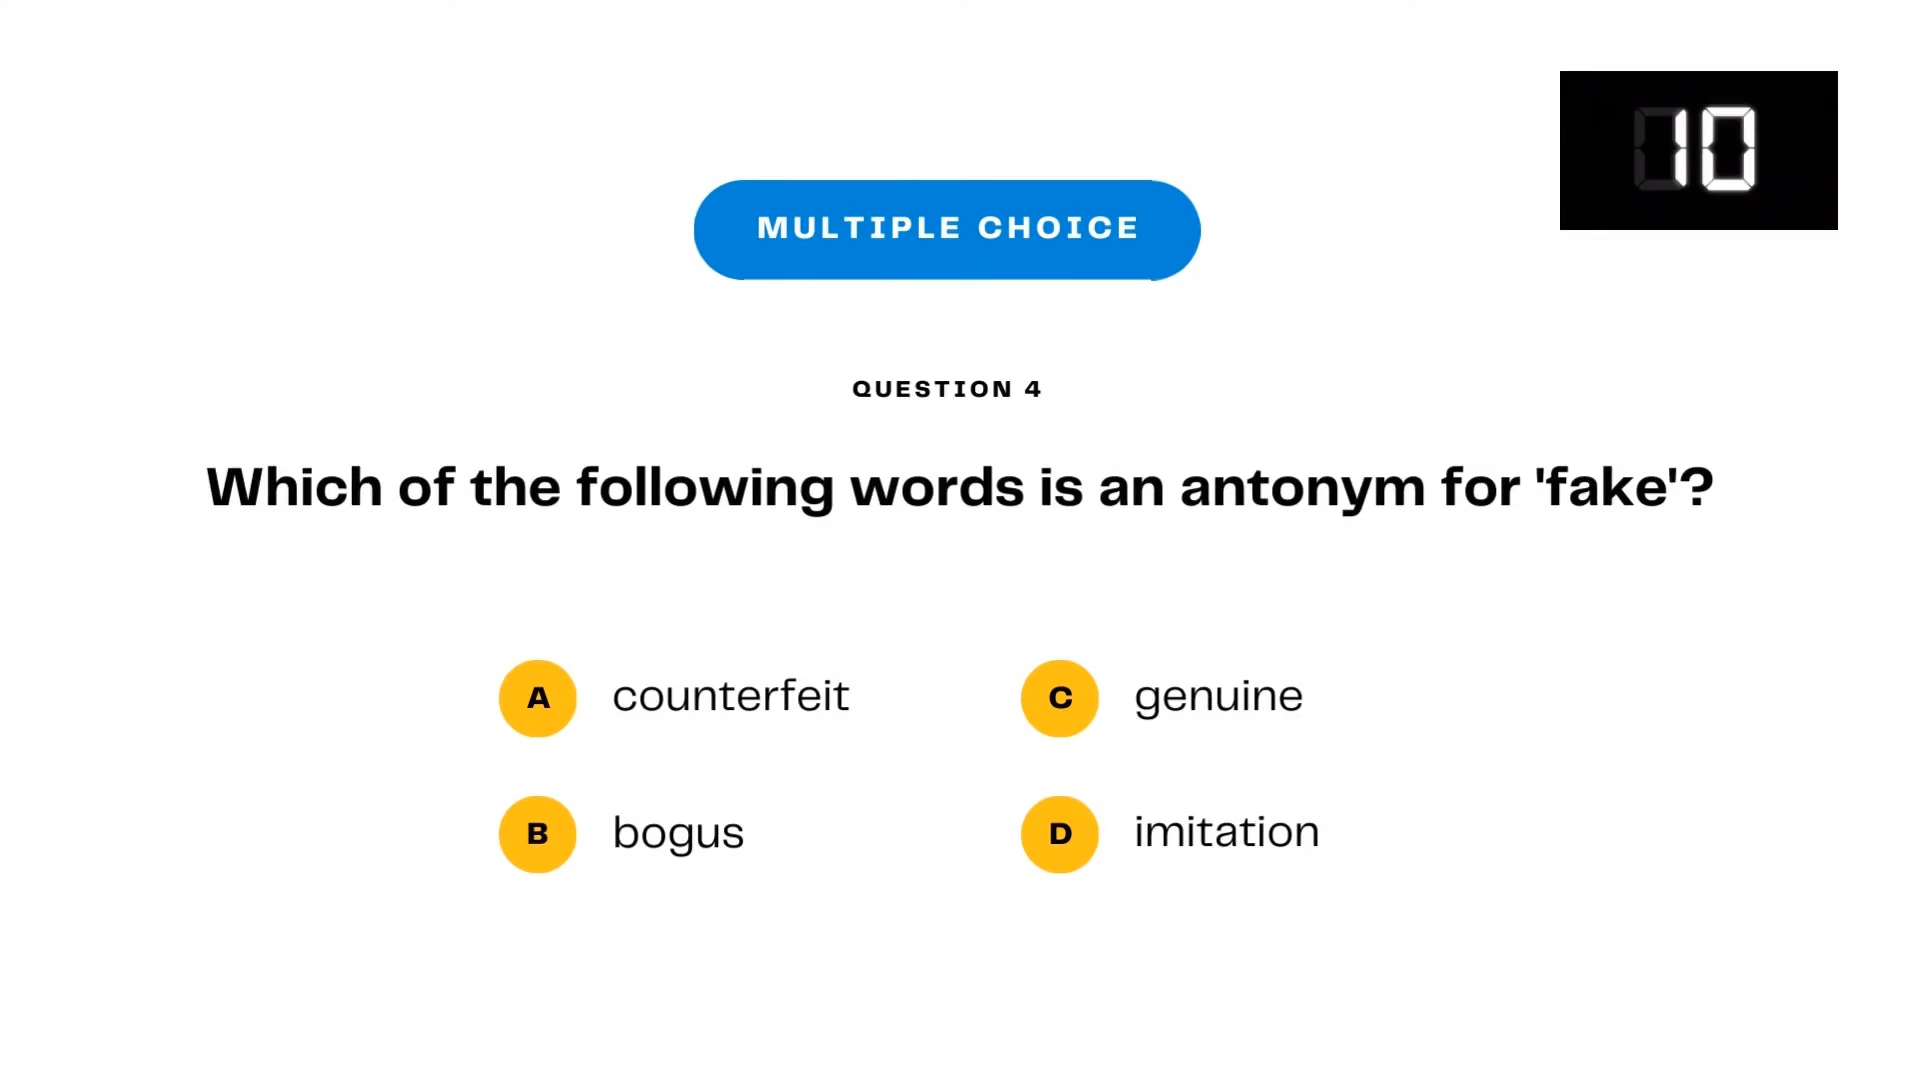 10
MULTIPLE CHOICE
QUESTION 4
Which of the following words is an antonym for 'fake'?
A counterfeit
B bogus
C genuine
D imitation